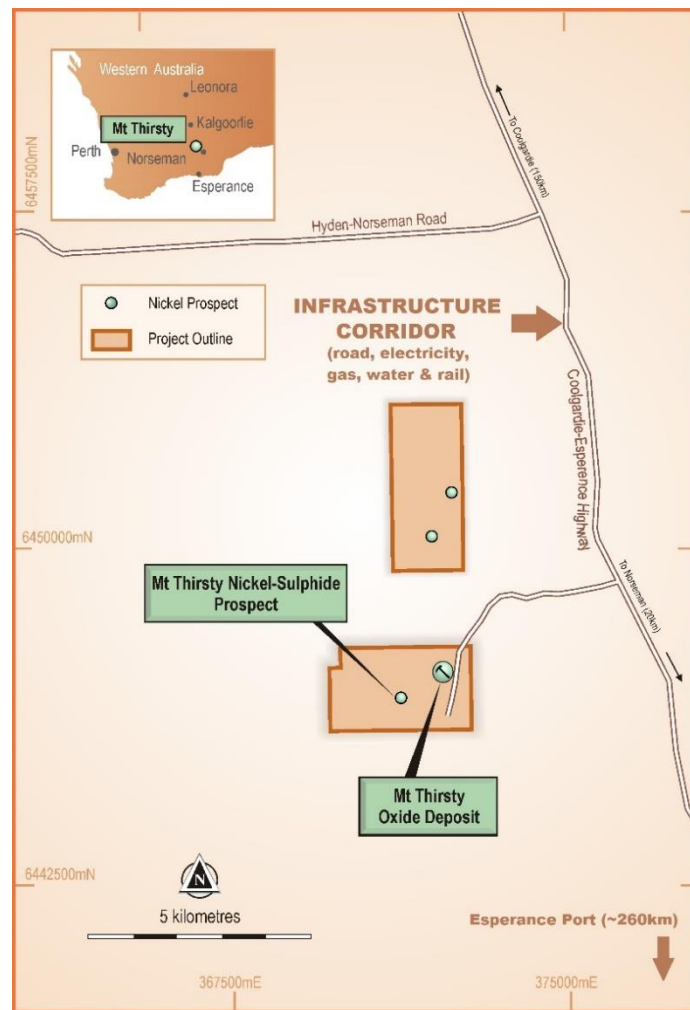 Western Australia
Leonora
Kalgoorlie
Mt Thirsty
Perth
Norseman
Esperance
6457500mN
To Coolgardie (150km)
Hyden-Norseman Road
Nickel Prospect
Project Outline
INFRASTRUCTURE
CORRIDOR
(road, electricity,
gas, water & rail)
Coolgardie-Esperence Highway
6450000mN
To Norseman (20km)
Mt Thirsty Nickel-Sulphide
Prospect
Mt Thirsty
Oxide Deposit
6442500mN
N
5 kilometres
Esperance Port (~260km)
367500mE
375000mE